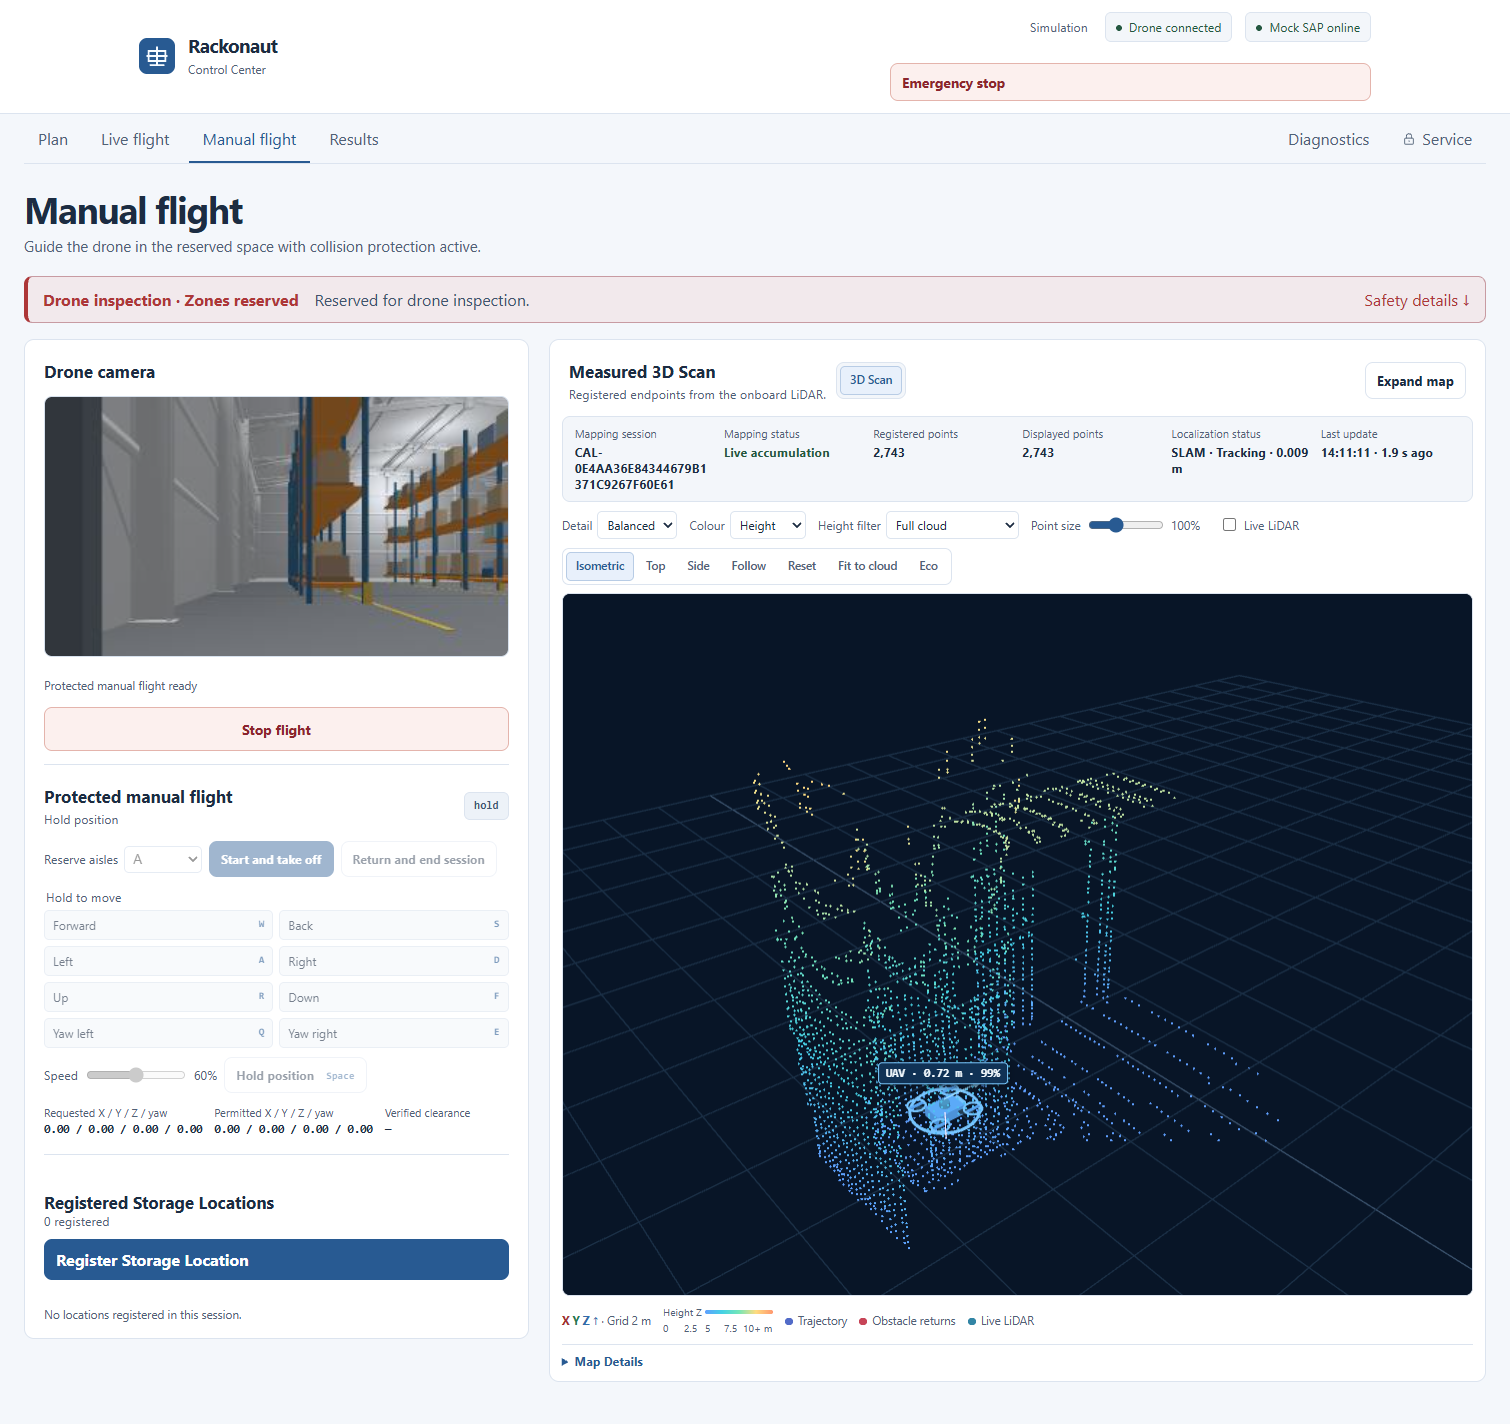 Rackonaut
Control Center
Simulation
Drone connected
Mock SAP online
Emergency stop
Plan
Live flight
Manual flight
Results
Diagnostics
Service
Manual flight
Guide the drone in the reserved space with collision protection active.
Drone inspection · Zones reserved
Reserved for drone inspection.
Safety details ↓
Drone camera
Protected manual flight ready
Stop flight
Protected manual flight
Hold position
hold
Reserve aisles
A
Start and take off
Return and end session
Hold to move
Forward W
Back S
Left A
Right D
Up R
Down F
Yaw left Q
Yaw right E
Speed
60%
Hold position Space
Requested X / Y / Z / yaw
0.00 / 0.00 / 0.00 / 0.00
Permitted X / Y / Z / yaw
0.00 / 0.00 / 0.00 / 0.00
Verified clearance
–
Registered Storage Locations
0 registered
Register Storage Location
No locations registered in this session.
Measured 3D Scan
Registered endpoints from the onboard LiDAR.
3D Scan
Expand map
Mapping session
CAL-
0E4AA36E84344679B1
371C9267F60E61
Mapping status
Live accumulation
Registered points
2,743
Displayed points
2,743
Localization status
SLAM · Tracking · 0.009
m
Last update
14:11:11 · 1.9 s ago
Detail
Balanced
Colour
Height
Height filter
Full cloud
Point size
100%
Live LiDAR
Isometric
Top
Side
Follow
Reset
Fit to cloud
Eco
UAV · 0.72 m · 99%
X Y Z ↑ · Grid 2 m
Height Z
0 2.5 5 7.5 10+ m
Trajectory
Obstacle returns
Live LiDAR
Map Details